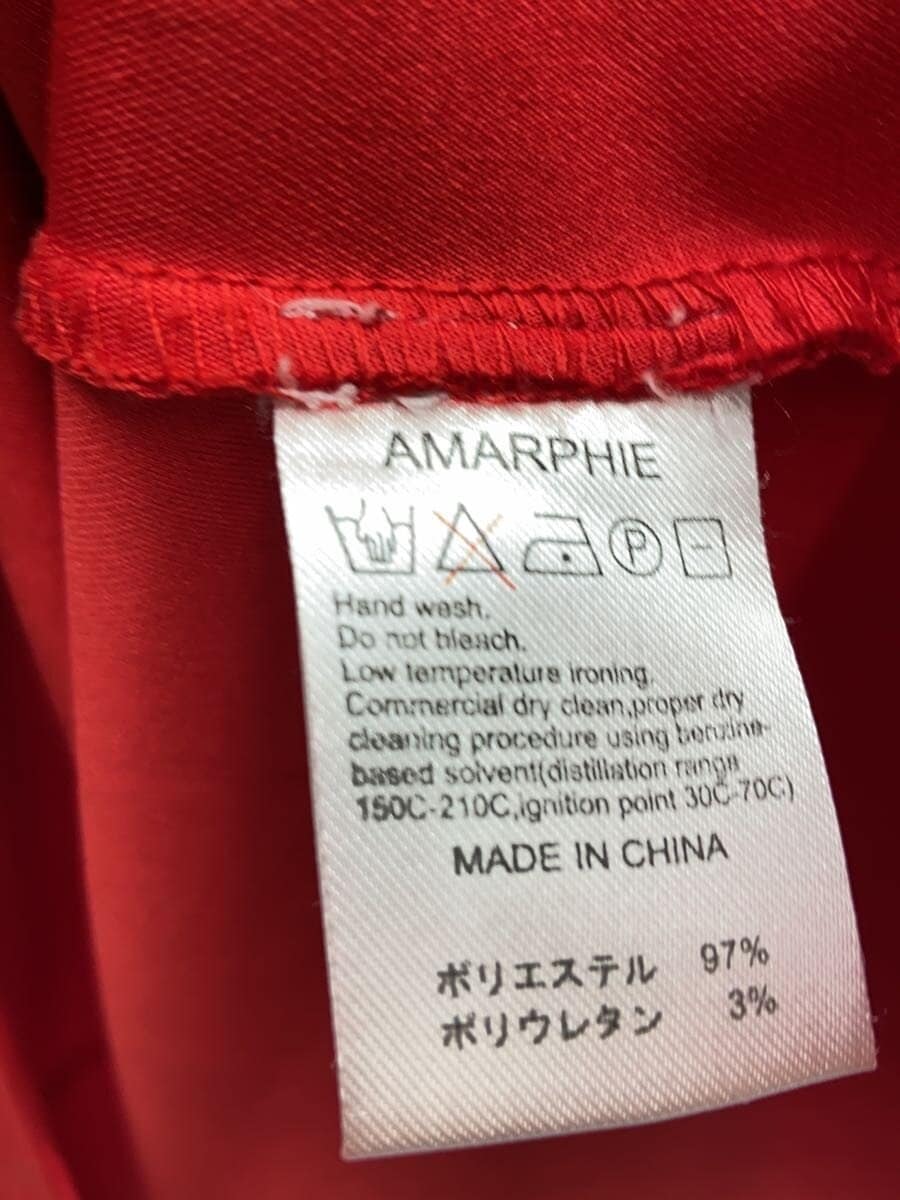 AMARPHIE
P
Hand wash.
Do not bleach.
Low temperature ironing.
Commercial dry clean,proper dry
cleaning procedure using benzine-
based solvent(distillation range
150C-210C,ignition point 30C-70C)
MADE IN CHINA
ポリエステル 97%
ポリウレタン 3%